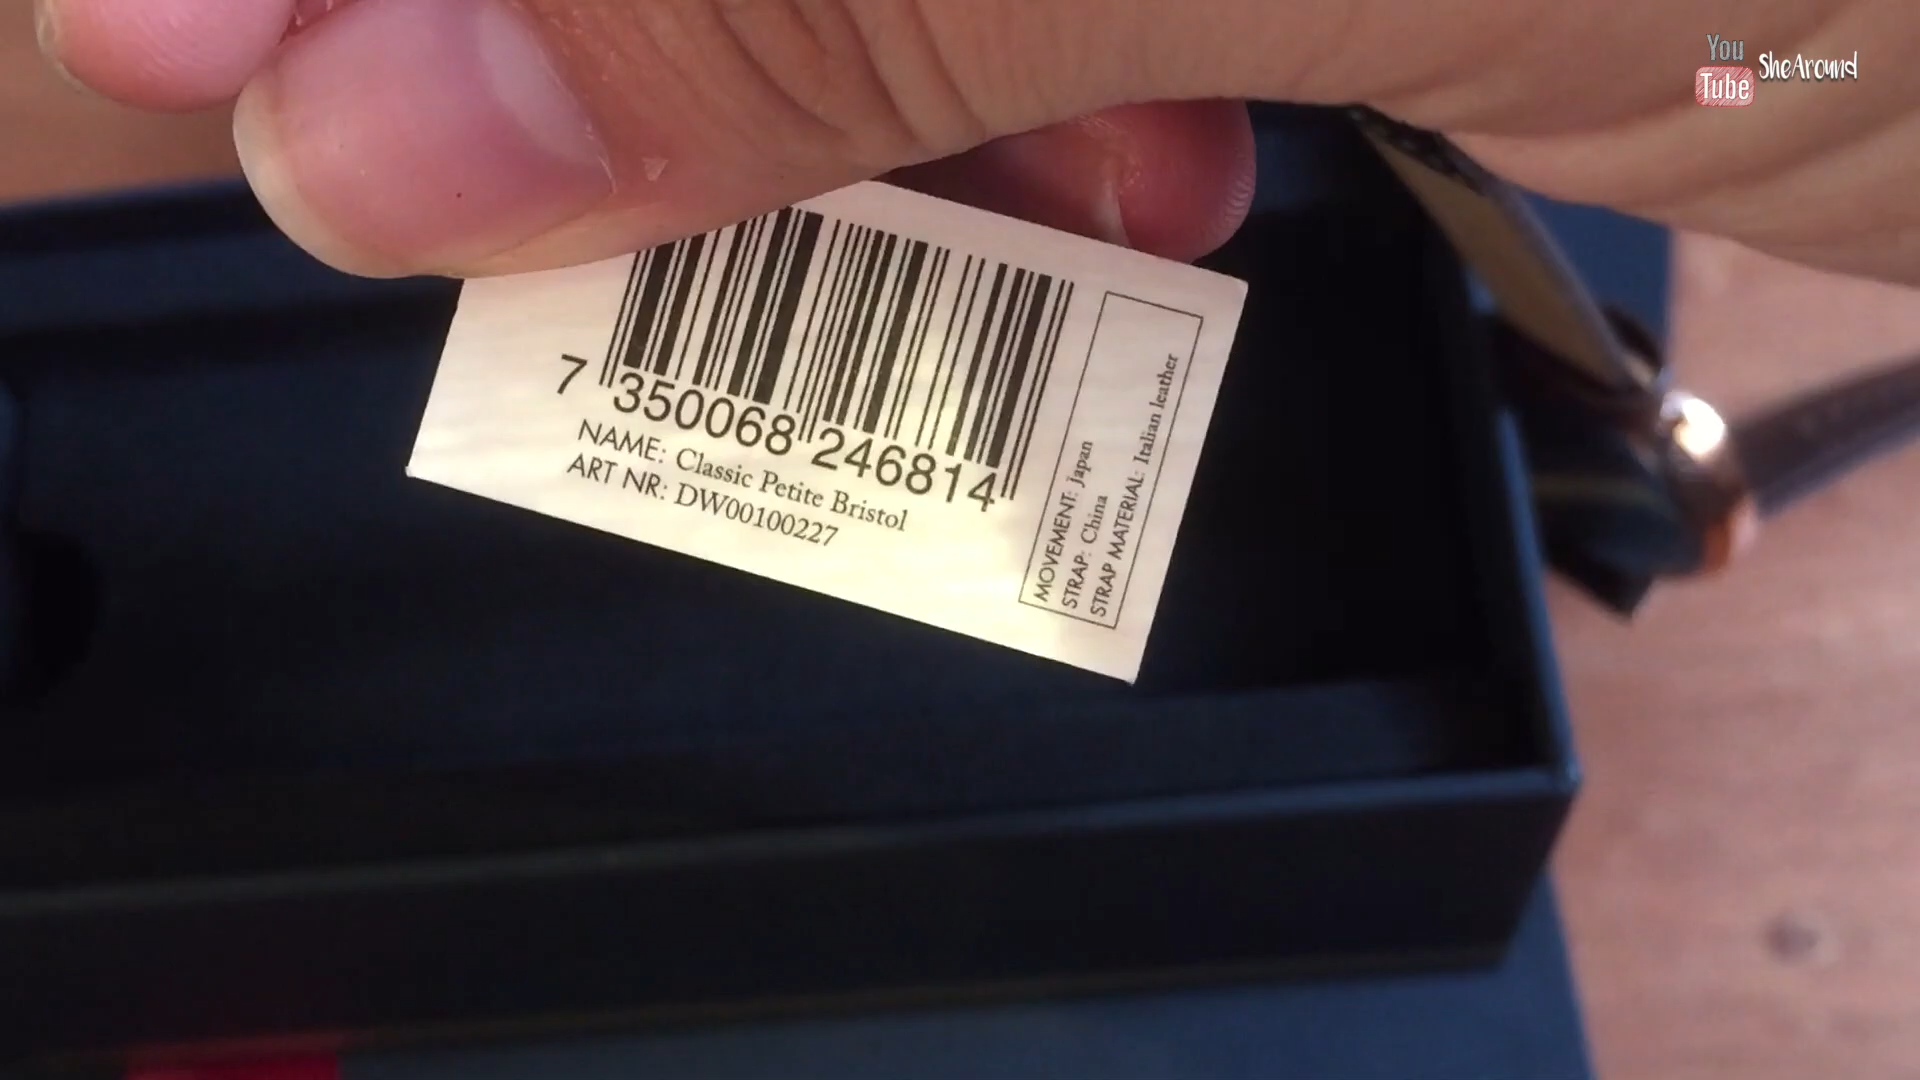 You
Tube
SheAround
7 350068 246814
NAME: Classic Petite Bristol
ART NR: DW00100227
MOVEMENT: Japan
STRAP: China
STRAP MATERIAL: Italian leather